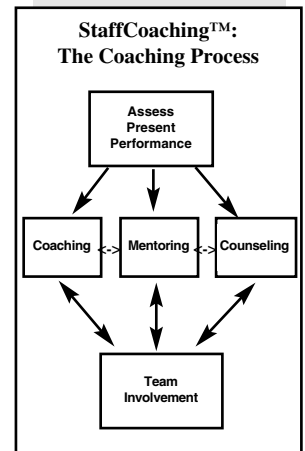 StaffCoaching™:
The Coaching Process
Assess
Present
Performance
Coaching <-> Mentoring <-> Counseling
Team
Involvement